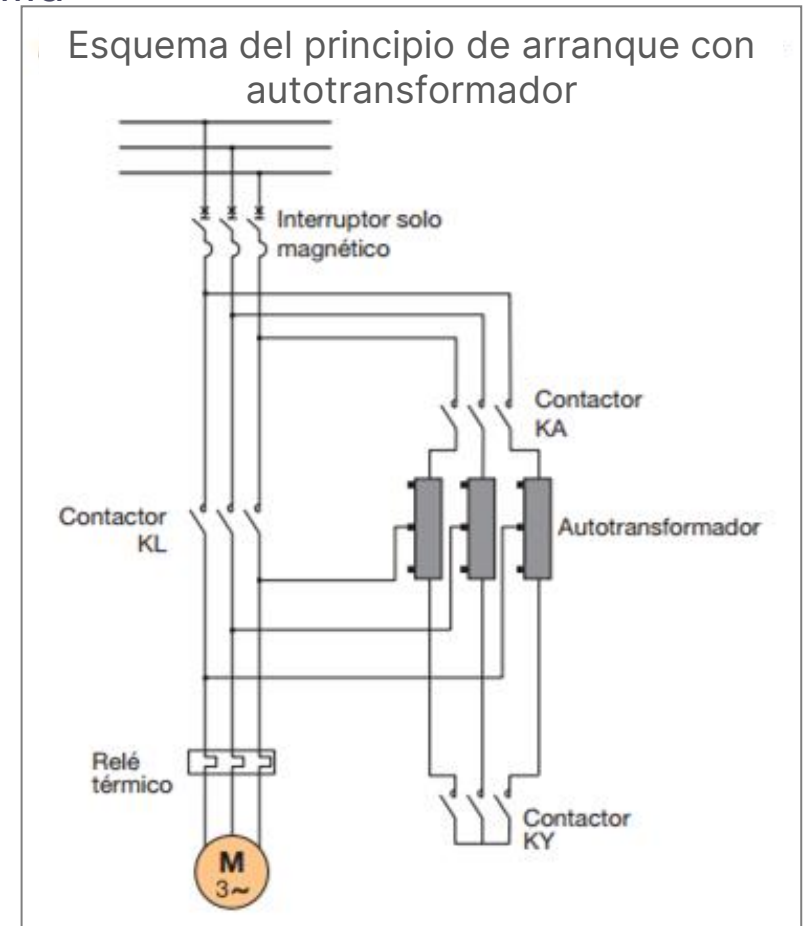 Esquema del principio de arranque con
autotransformador
Interruptor solo
magnético
Contactor
KA
Contactor
KL
Autotransformador
Relé
térmico
Contactor
KY
M
3~